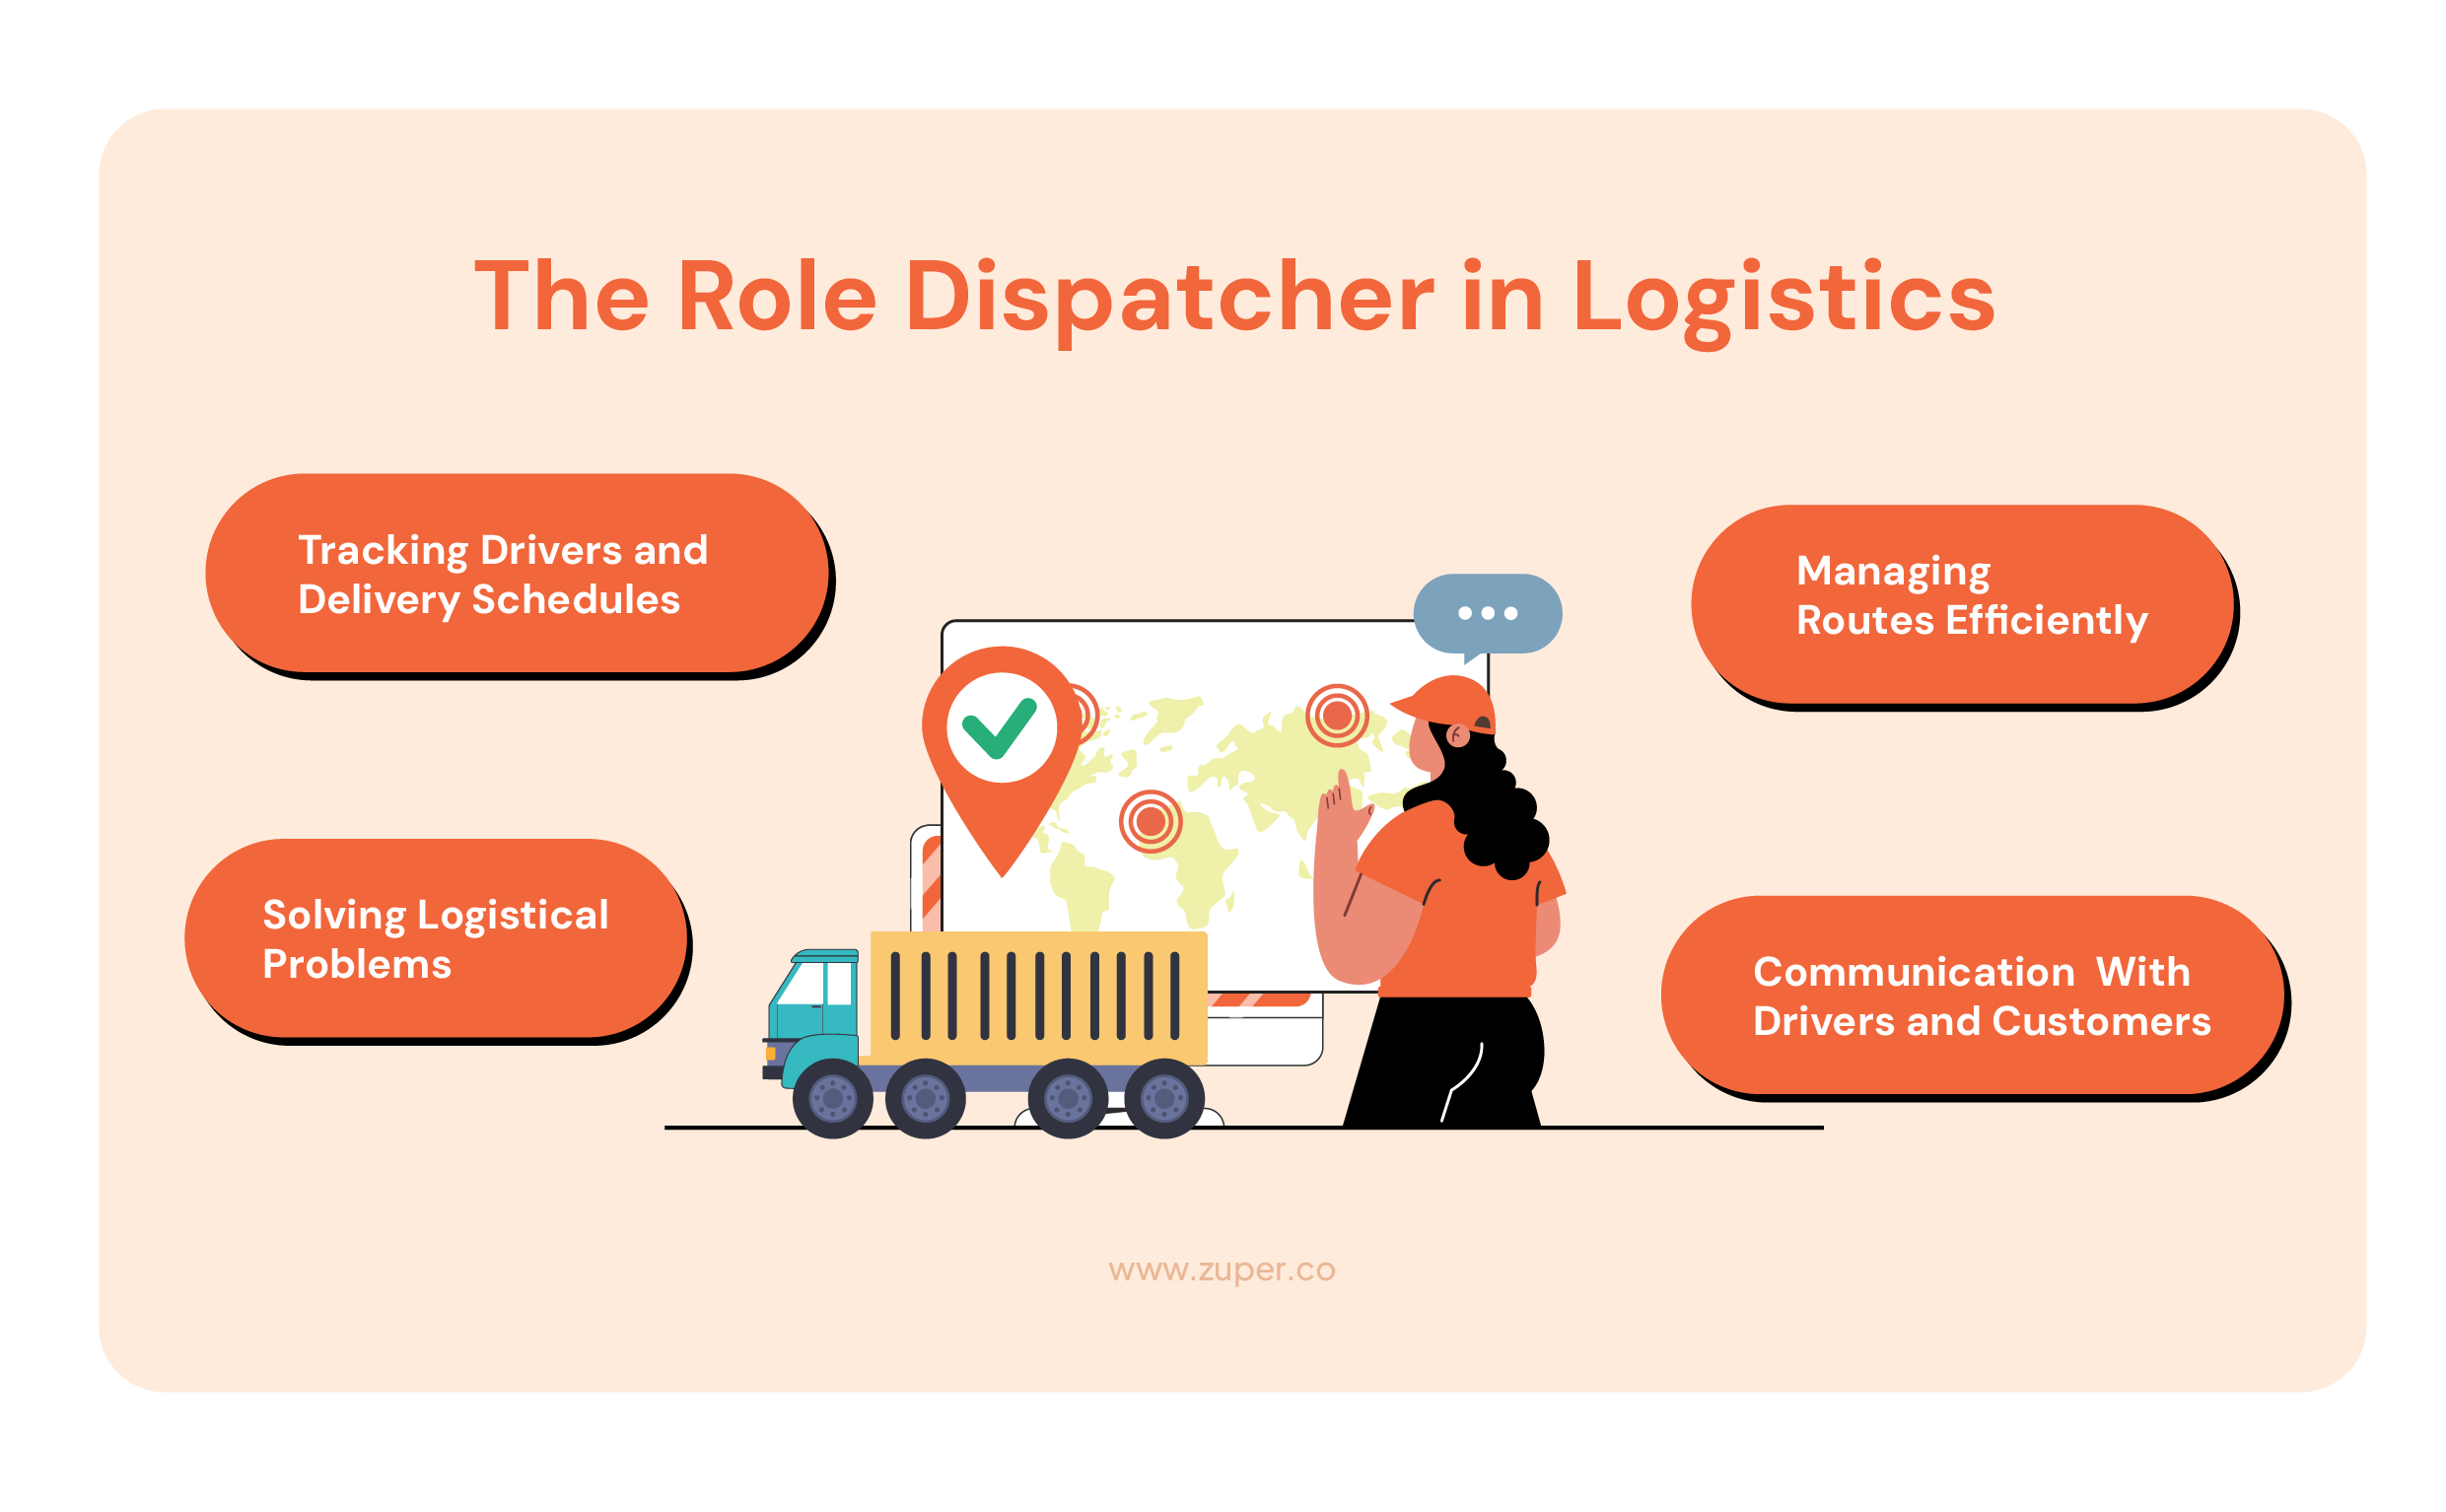 The Role Dispatcher in Logistics
Tracking Drivers and
Delivery Schedules
Managing
Routes Efficiently
Solving Logistical
Problems
Communication  With
Drivers and Customers
www.zuper.co